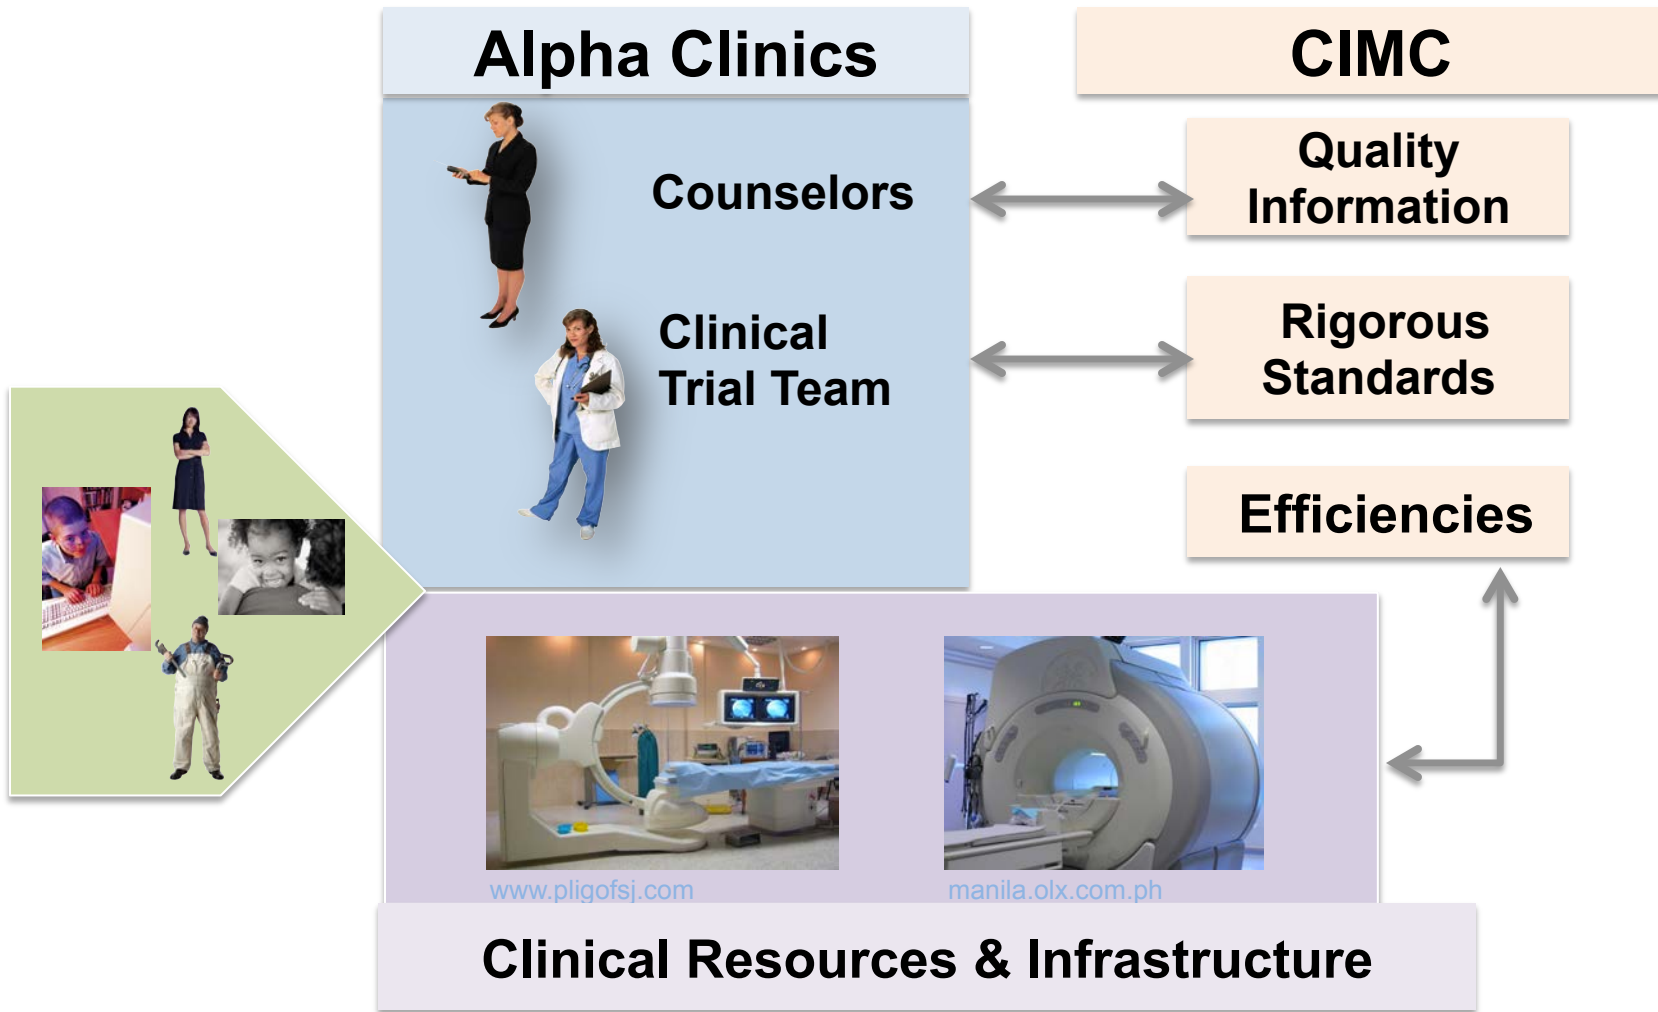 Alpha Clinics
CIMC
Counselors
Quality
Information
Clinical
Trial Team
Rigorous
Standards
Efficiencies
www.pligofsj.com
manila.olx.com.ph
Clinical Resources & Infrastructure